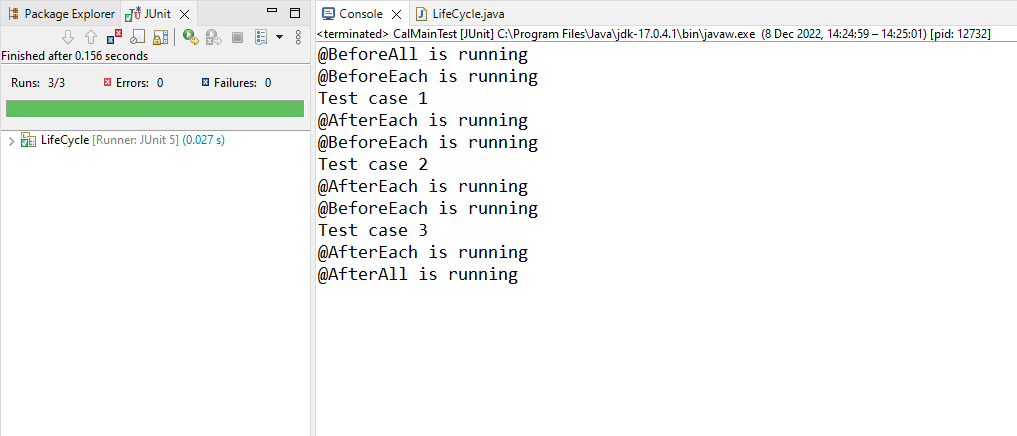 Package Explorer JUnit
Finished after 0.156 seconds
Runs: 3/3 Errors: 0 Failures: 0
LifeCycle [Runner: JUnit 5] (0.027 s)
Console LifeCycle.java
<terminated> CalMainTest [JUnit] C:\Program Files\Java\jdk-17.0.4.1\bin\javaw.exe (8 Dec 2022, 14:24:59 – 14:25:01) [pid: 12732]
@BeforeAll is running
@BeforeEach is running
Test case 1
@AfterEach is running
@BeforeEach is running
Test case 2
@AfterEach is running
@BeforeEach is running
Test case 3
@AfterEach is running
@AfterAll is running